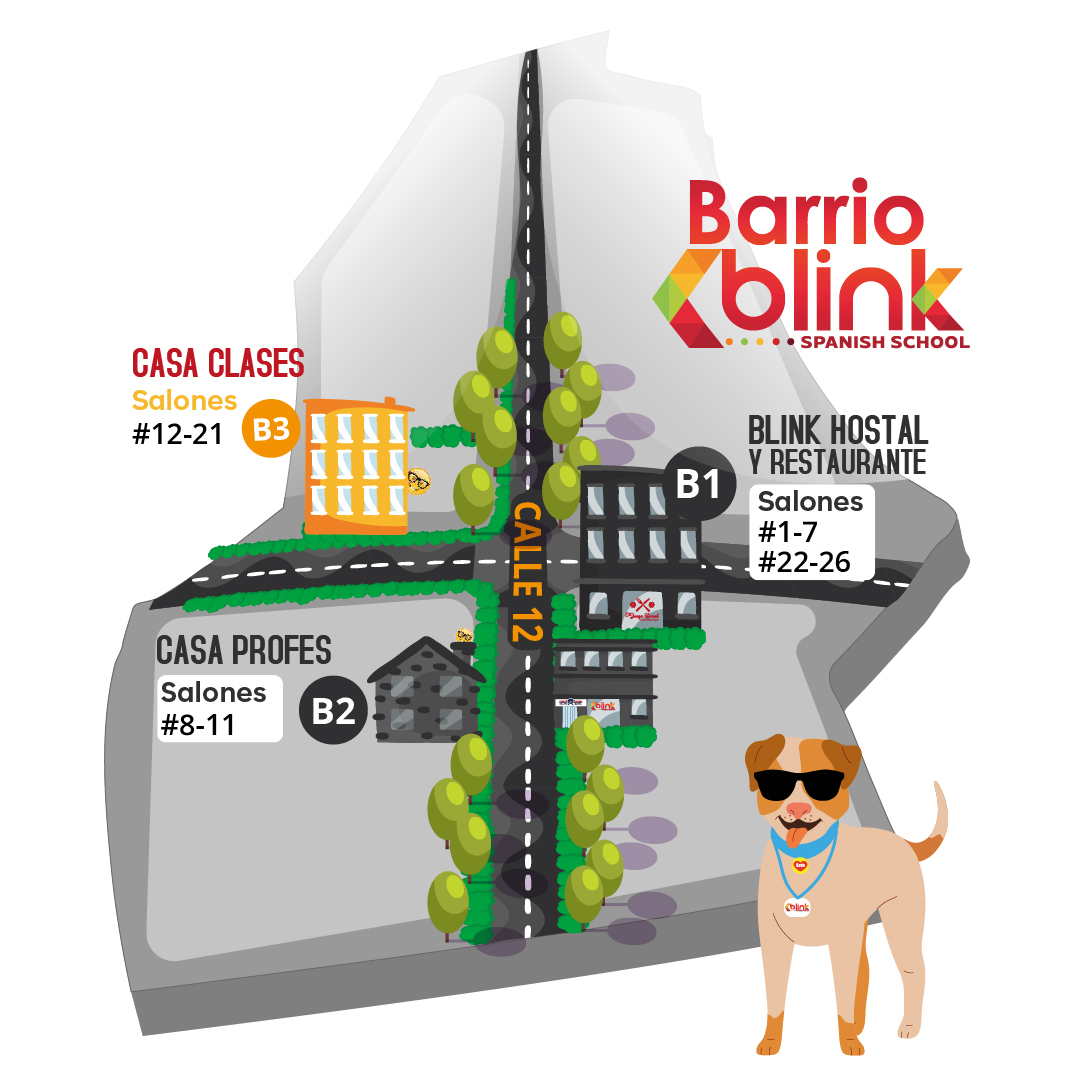 Barrio
blink
SPANISH SCHOOL
CASA CLASES
Salones
#12-21
B3
BLINK HOSTAL
Y RESTAURANTE
B1
Salones
#1-7
#22-26
CALLE 12
CASA PROFES
Salones
#8-11
B2
blink
blink